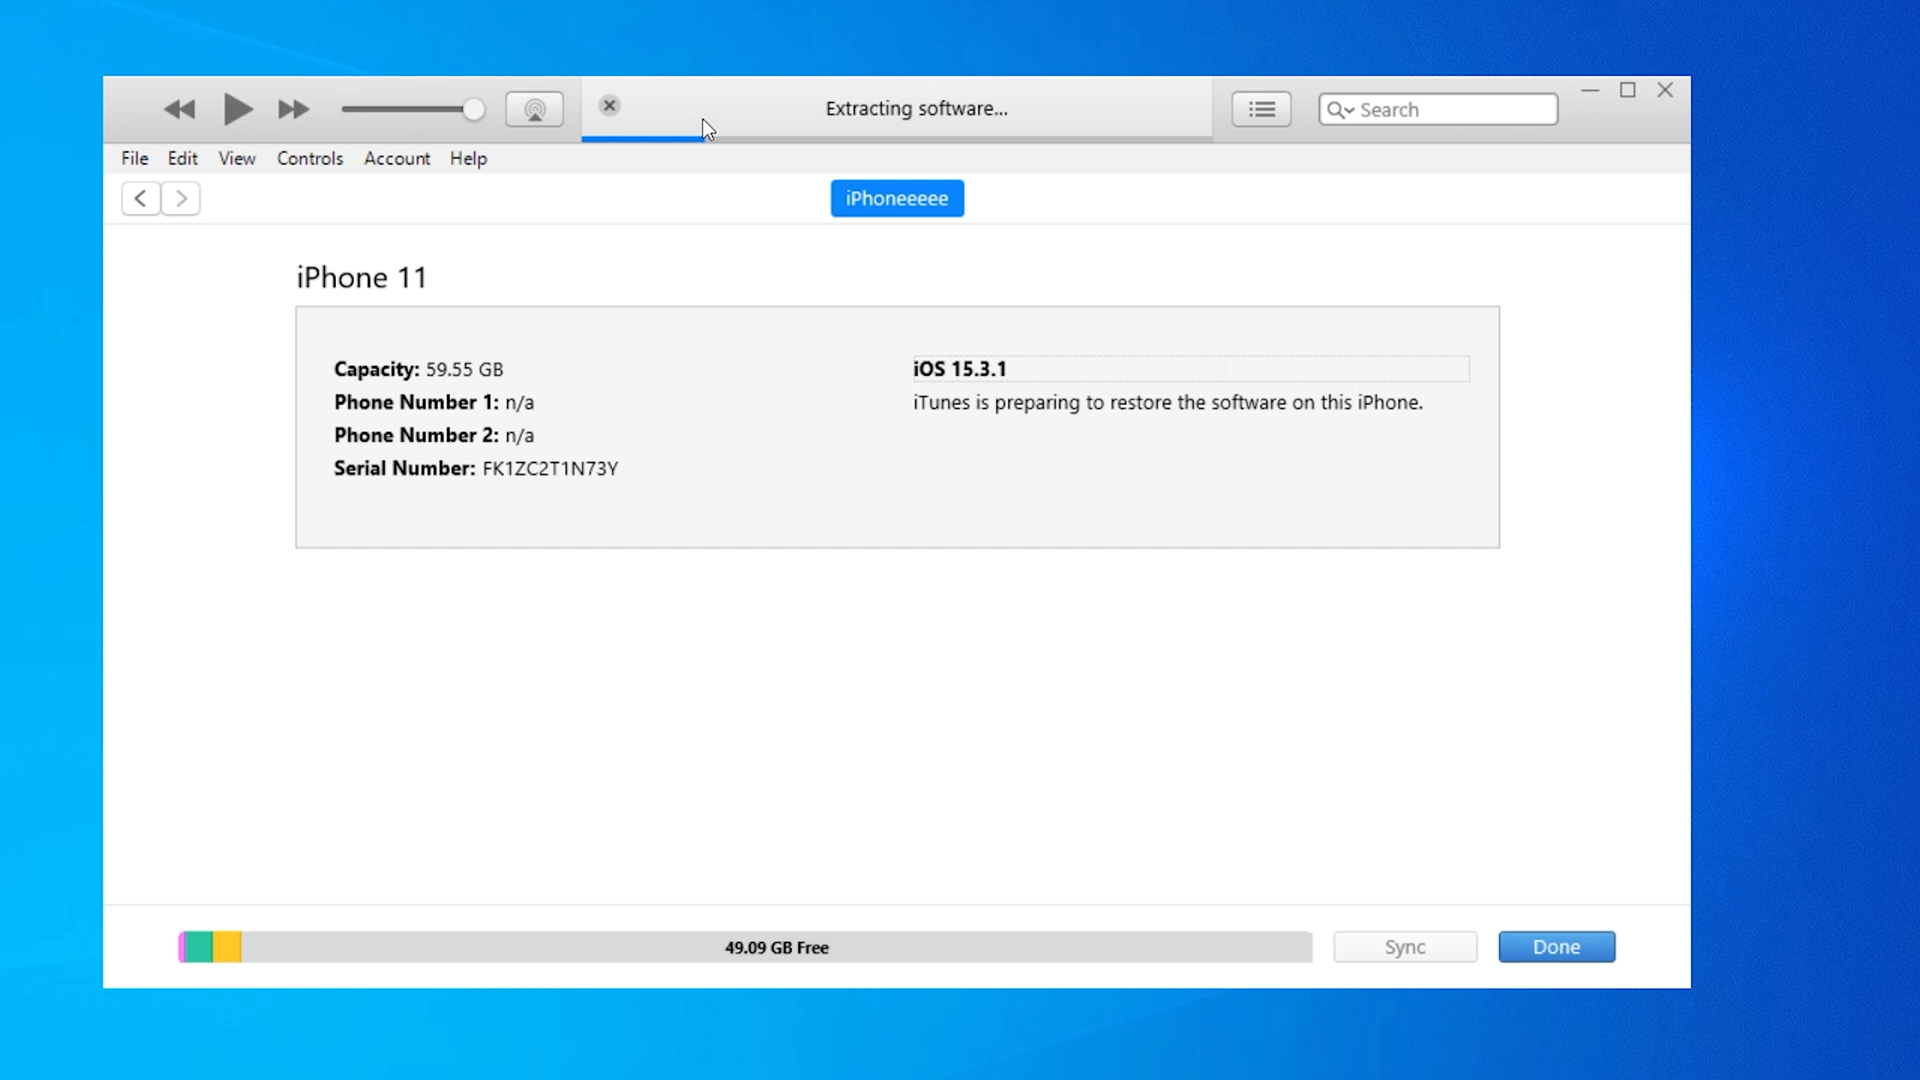 Extracting software...
Search
File Edit View Controls Account Help
iPhoneeeee
iPhone 11
Capacity: 59.55 GB
Phone Number 1: n/a
Phone Number 2: n/a
Serial Number: FK1ZC2T1N73Y
iOS 15.3.1
iTunes is preparing to restore the software on this iPhone.
49.09 GB Free
Sync
Done